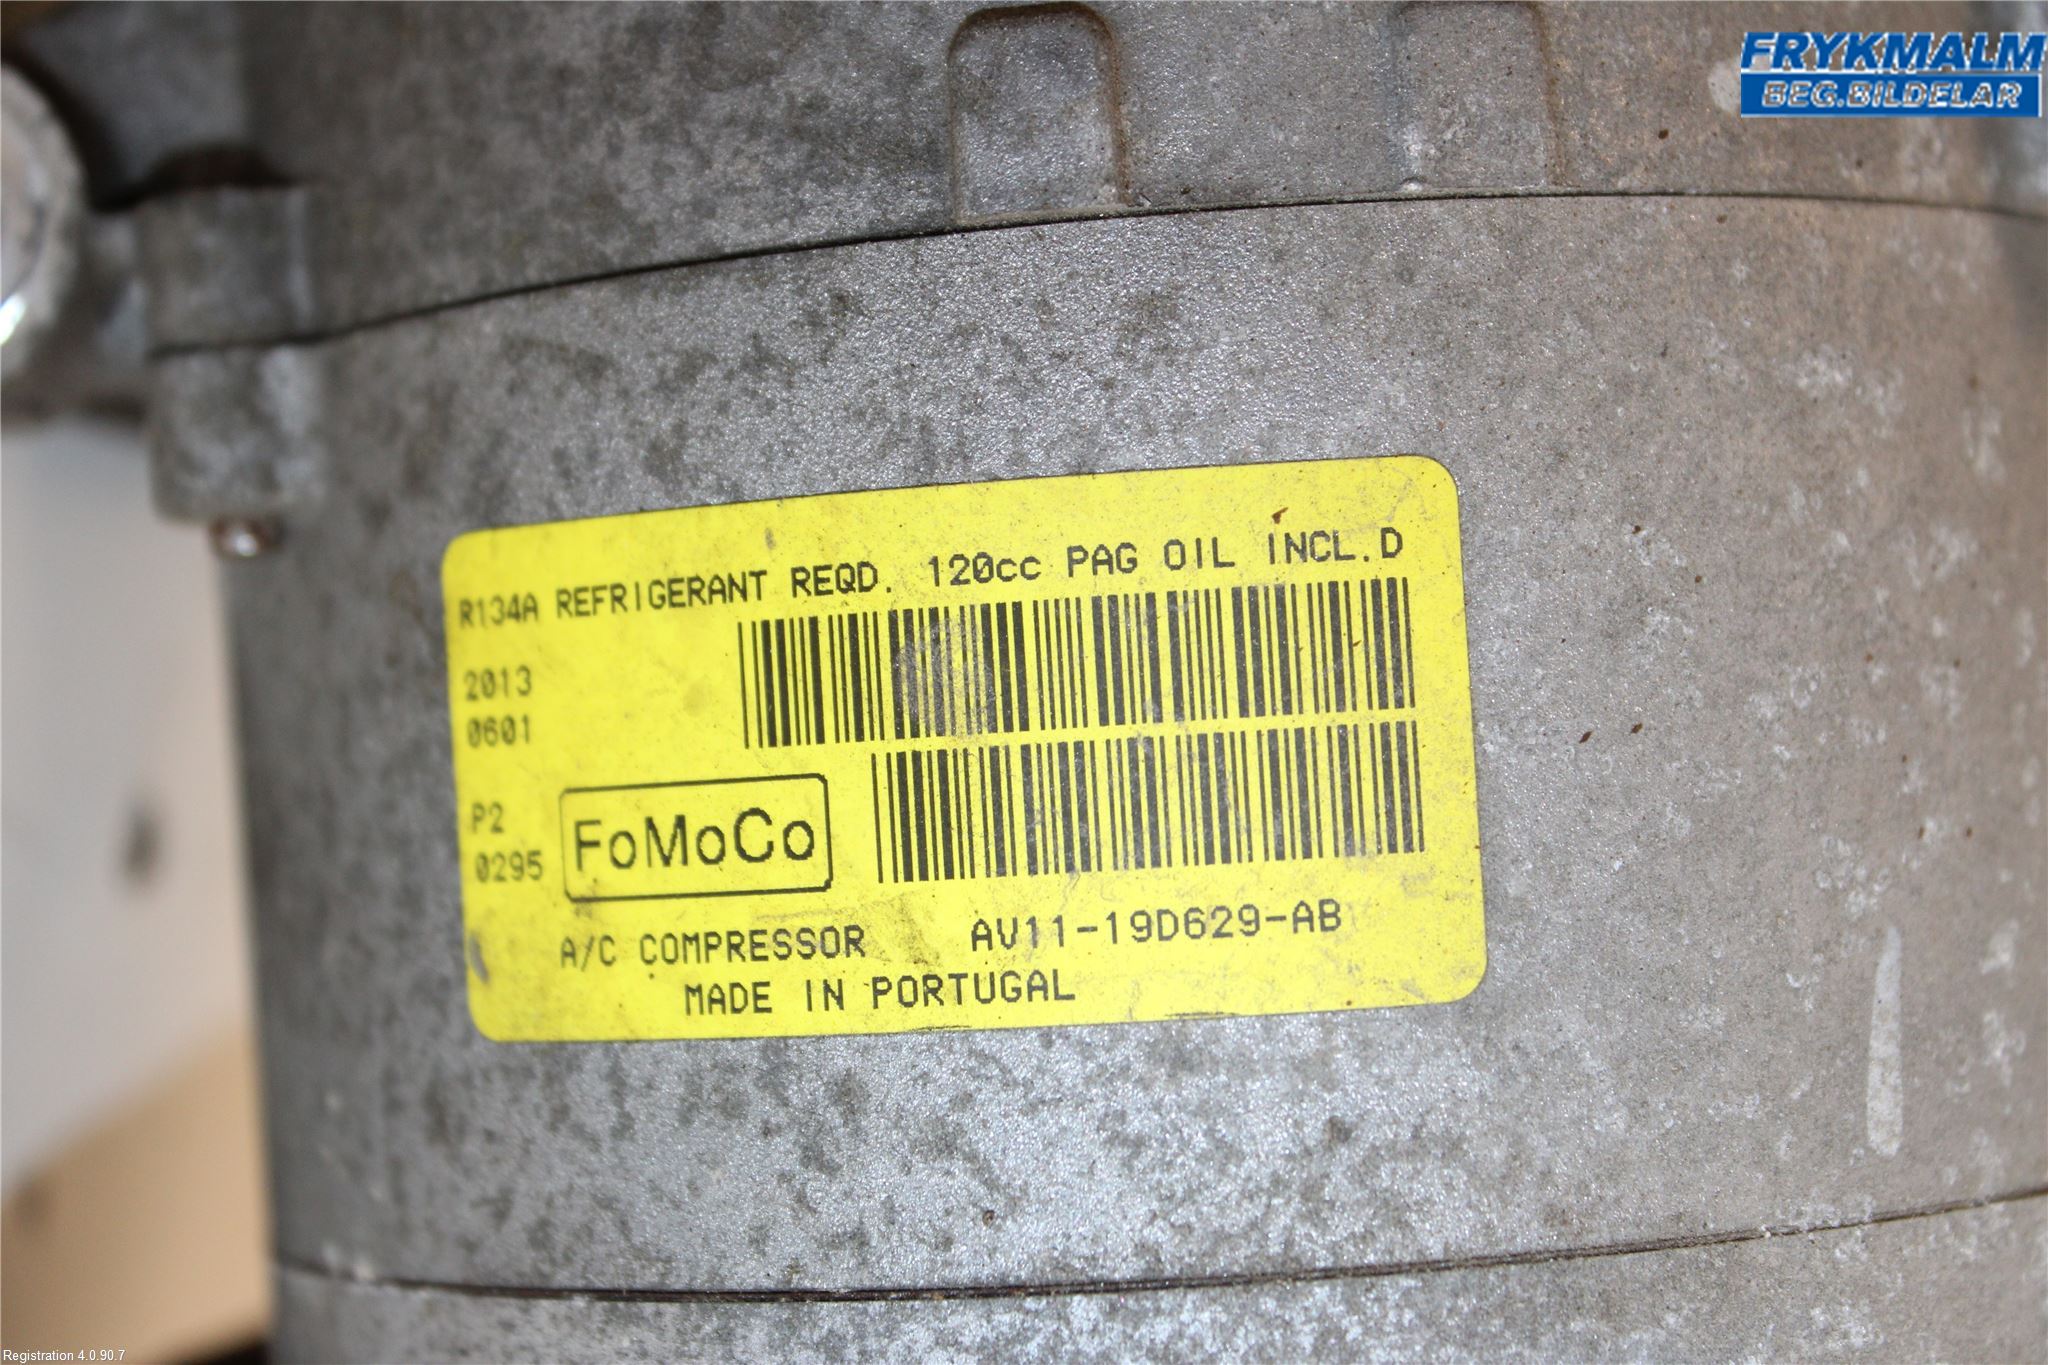 FRYKMALM
BEG.BILDELAR
R134A REFRIGERANT REQD. 120cc PAG OIL INCL.D
2013
0601
P2
0295
FoMoCo
A/C COMPRESSOR AV11-19D629-AB
MADE IN PORTUGAL
Registration 4.0.90.7